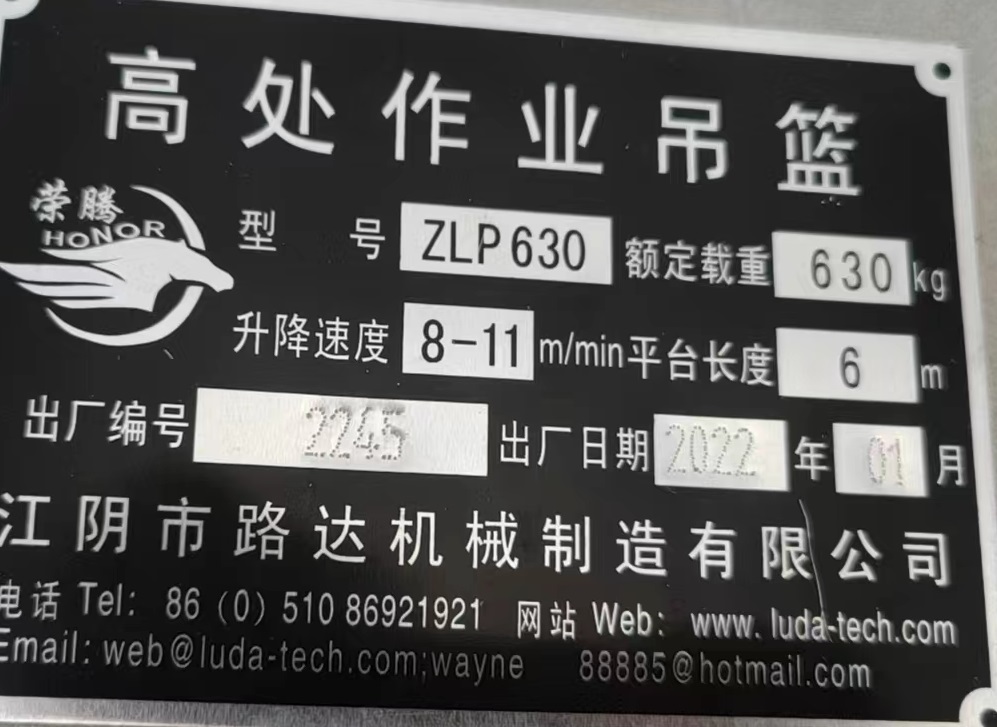 高处作业吊篮
荣腾
HONOR
型 号 ZLP630 额定载重 630 kg
升降速度 8-11 m/min 平台长度 6 m
出厂编号 2245 出厂日期 2022 年 01 月
江阴市路达机械制造有限公司
电话 Tel: 86 (0) 510 86921921 网站 Web: www.luda-tech.com
Email: web@luda-tech.com;wayne 88885@hotmail.com